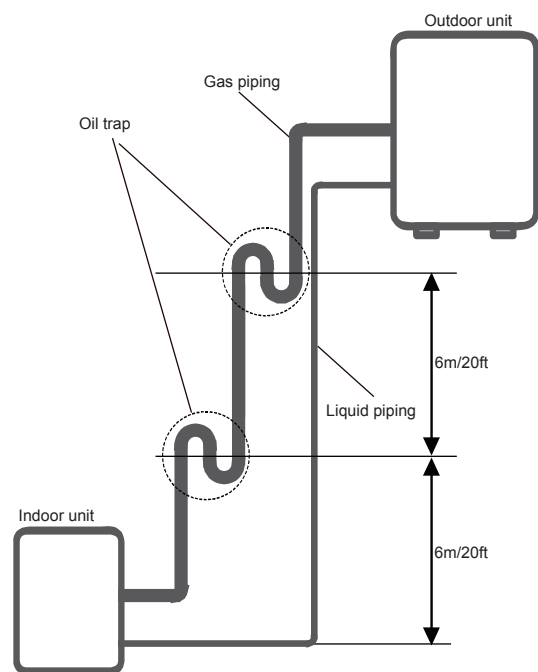 Outdoor unit
Gas piping
Oil trap
6m/20ft
Liquid piping
Indoor unit
6m/20ft